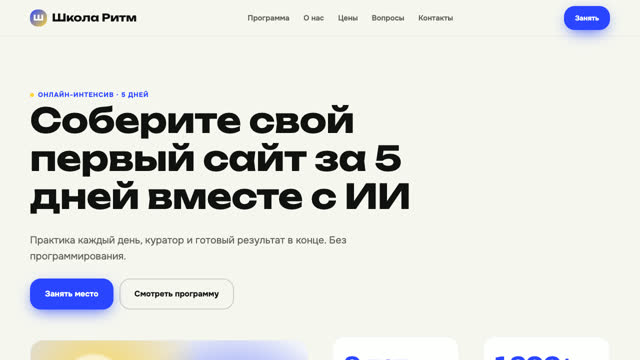 Ш Школа Ритм
Программа О нас Цены Вопросы Контакты
Занять
ОНЛАЙН-ИНТЕНСИВ · 5 ДНЕЙ
Соберите свой
первый сайт за 5
дней вместе с ИИ
Практика каждый день, куратор и готовый результат в конце. Без
программирования.
Занять место
Смотреть программу